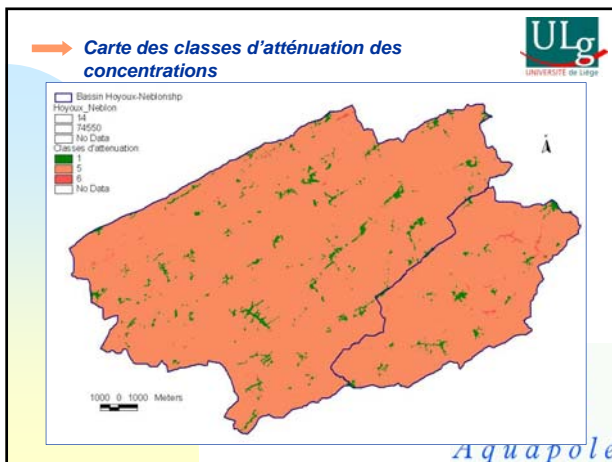 Carte des classes d'atténuation des
concentrations
ULg
UNIVERSITÉ de Liège
Bassin Hoyoux-Neblonshp
Hoyoux_Neblon
14
74550
No Data
Classes d'attenuation
1
5
6
No Data
1000 0 1000 Meters
Aquapole